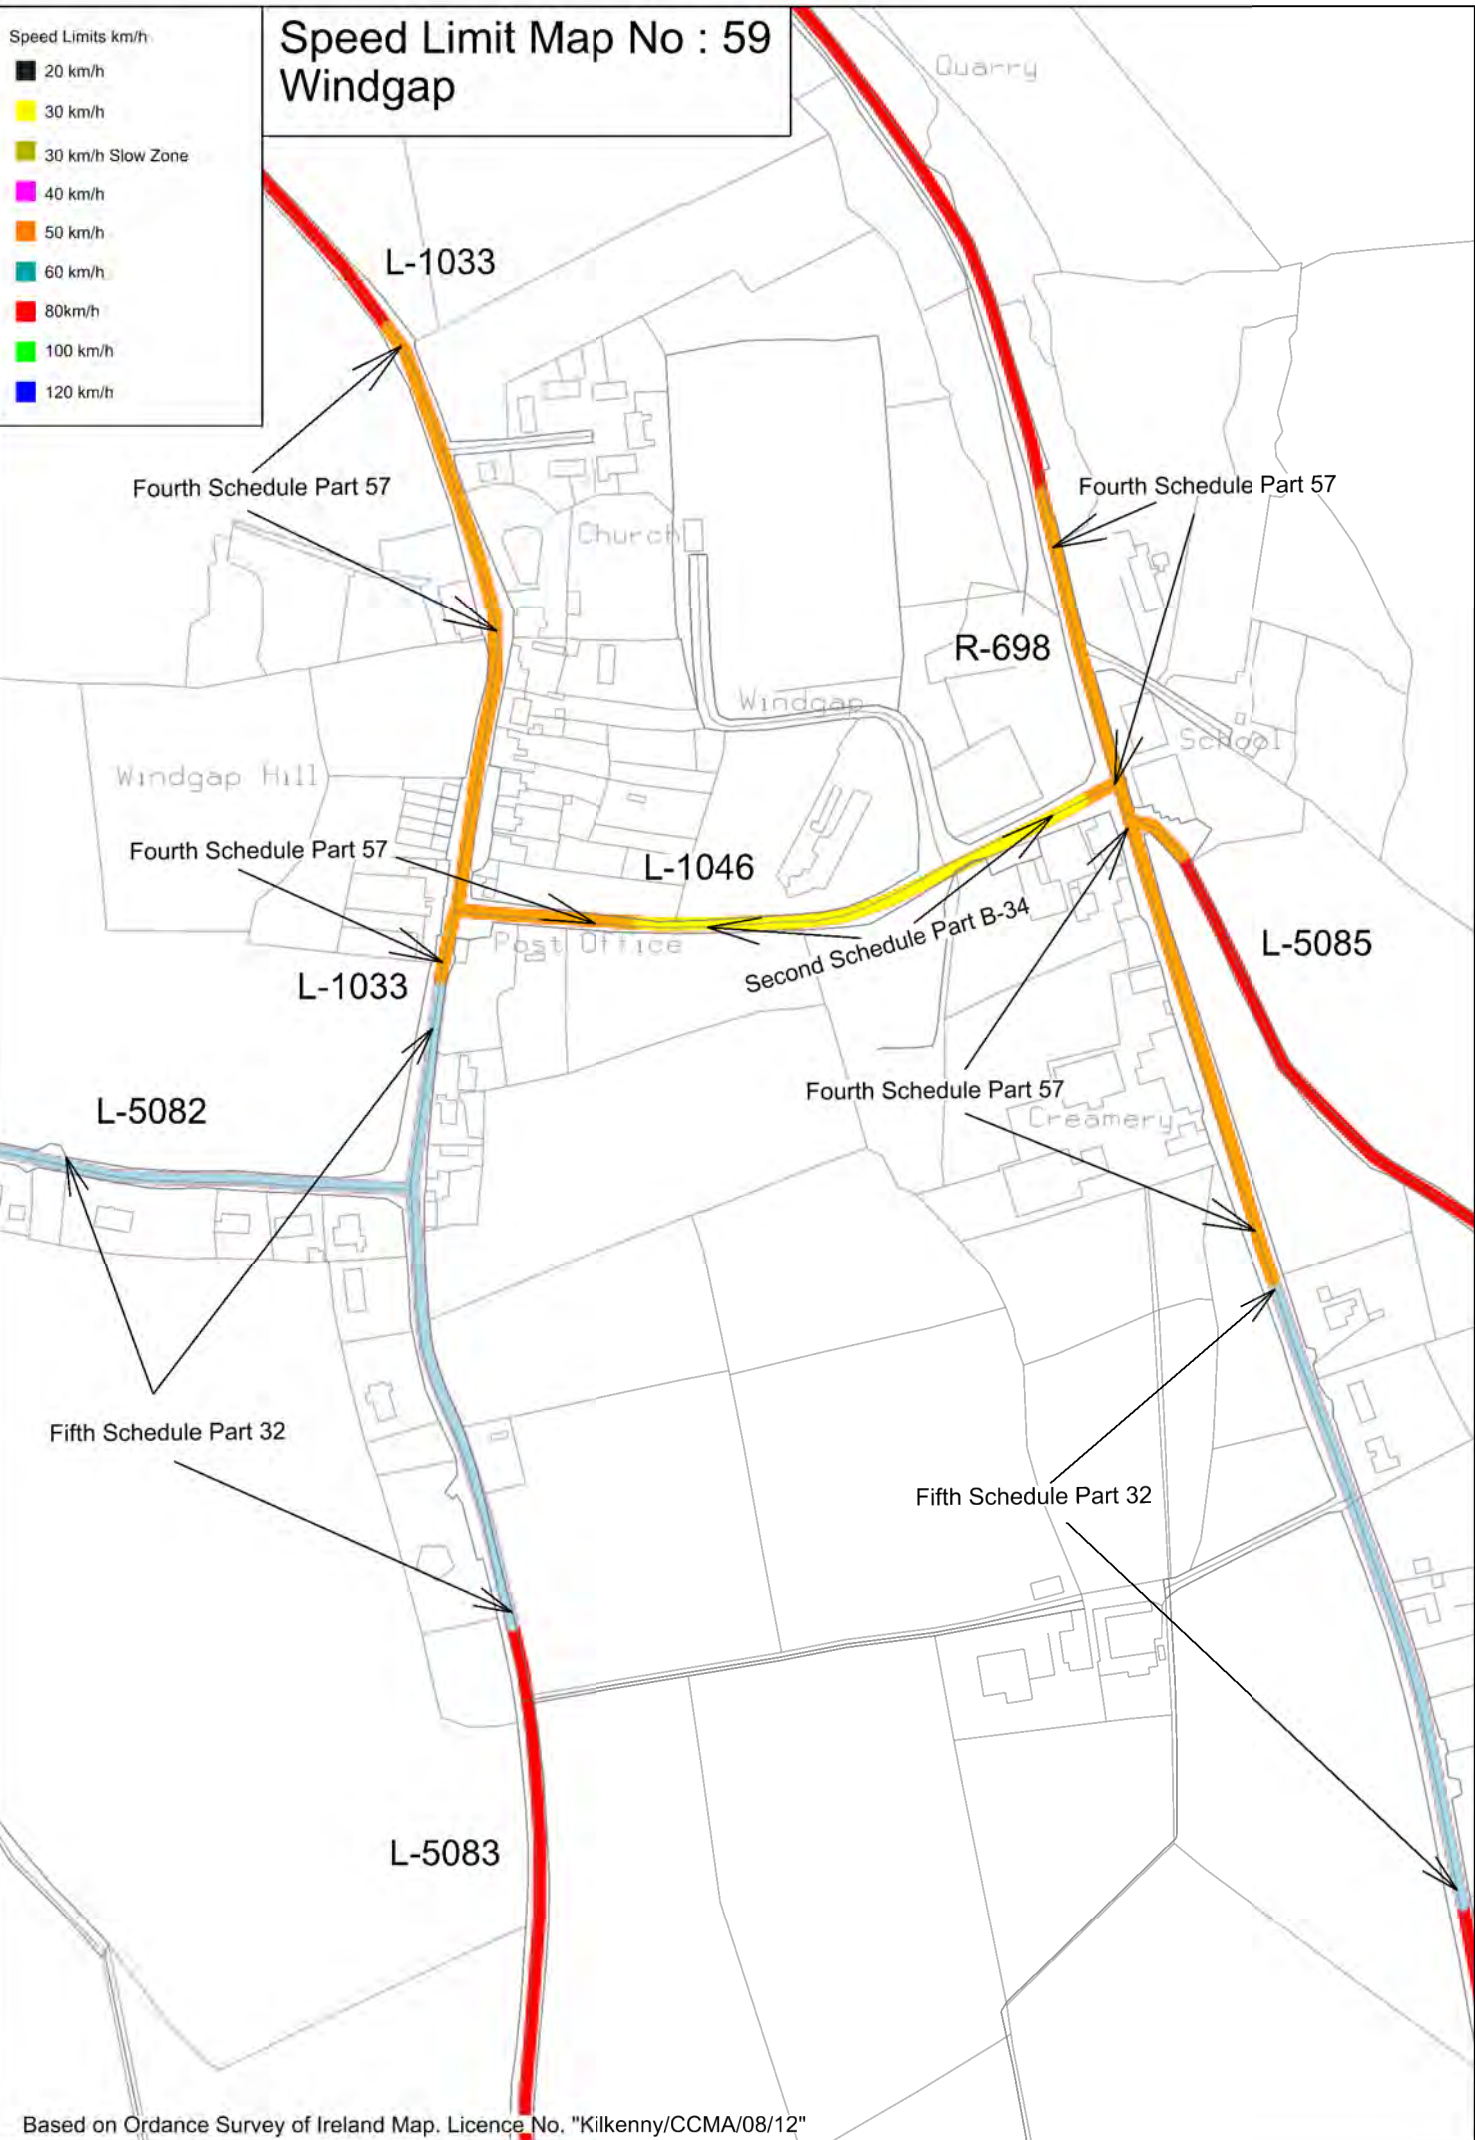 Speed Limits km/h
20 km/h
30 km/h
30 km/h Slow Zone
40 km/h
50 km/h
60 km/h
80km/h
100 km/h
120 km/h
Speed Limit Map No : 59
Windgap
Quarry
L-1033
Fourth Schedule Part 57
Fourth Schedule Part 57
Church
R-698
Windgap
School
Windgap Hill
Fourth Schedule Part 57
L-1046
Post Office
Second Schedule Part B-34
L-5085
L-1033
Fourth Schedule Part 57
Creamery
L-5082
Fifth Schedule Part 32
Fifth Schedule Part 32
L-5083
Based on Ordance Survey of Ireland Map. Licence No. "Kilkenny/CCMA/08/12"